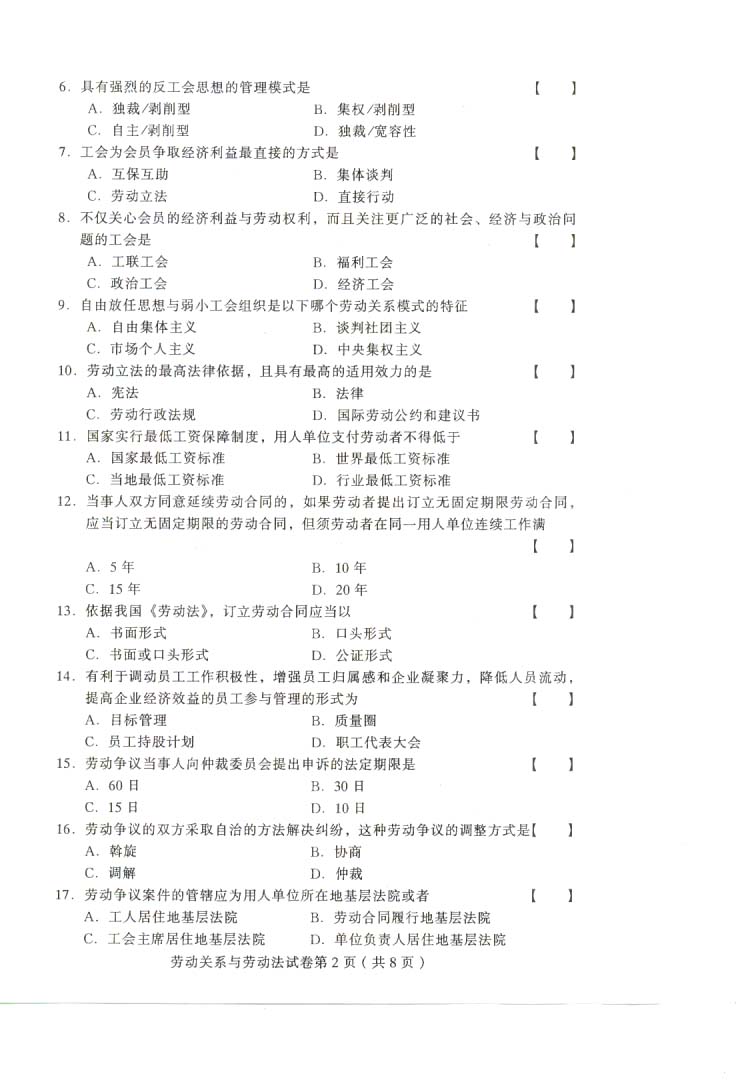 6．具有强烈的反工会思想的管理模式是【 】
A．独裁/剥削型 B．集权/剥削型
C．自主/剥削型 D．独裁/宽容性
7．工会为会员争取经济利益最直接的方式是【 】
A．互保互助 B．集体谈判
C．劳动立法 D．直接行动
8．不仅关心会员的经济利益与劳动权利，而且关注更广泛的社会、经济与政治问
题的工会是【 】
A．工联工会 B．福利工会
C．政治工会 D．经济工会
9．自由放任思想与弱小工会组织是以下哪个劳动关系模式的特征【 】
A．自由集体主义 B．谈判社团主义
C．市场个人主义 D．中央集权主义
10．劳动立法的最高法律依据，且具有最高的适用效力的是【 】
A．宪法 B．法律
C．劳动行政法规 D．国际劳动公约和建议书
11．国家实行最低工资保障制度，用人单位支付劳动者不得低于【 】
A．国家最低工资标准 B．世界最低工资标准
C．当地最低工资标准 D．行业最低工资标准
12．当事人双方同意延续劳动合同的，如果劳动者提出订立无固定期限劳动合同，
应当订立无固定期限的劳动合同，但须劳动者在同一用人单位连续工作满
【 】
A．5 年 B．10 年
C．15 年 D．20 年
13．依据我国《劳动法》，订立劳动合同应当以【 】
A．书面形式 B．口头形式
C．书面或口头形式 D．公证形式
14．有利于调动员工工作积极性，增强员工归属感和企业凝聚力，降低人员流动，
提高企业经济效益的员工参与管理的形式为【 】
A．目标管理 B．质量圈
C．员工持股计划 D．职工代表大会
15．劳动争议当事人向仲裁委员会提出申诉的法定期限是【 】
A．60 日 B．30 日
C．15 日 D．10 日
16．劳动争议的双方采取自治的方法解决纠纷，这种劳动争议的调整方式是【 】
A．斡旋 B．协商
C．调解 D．仲裁
17．劳动争议案件的管辖应为用人单位所在地基层法院或者【 】
A．工人居住地基层法院 B．劳动合同履行地基层法院
C．工会主席居住地基层法院 D．单位负责人居住地基层法院
劳动关系与劳动法试卷第 2 页（共 8 页）